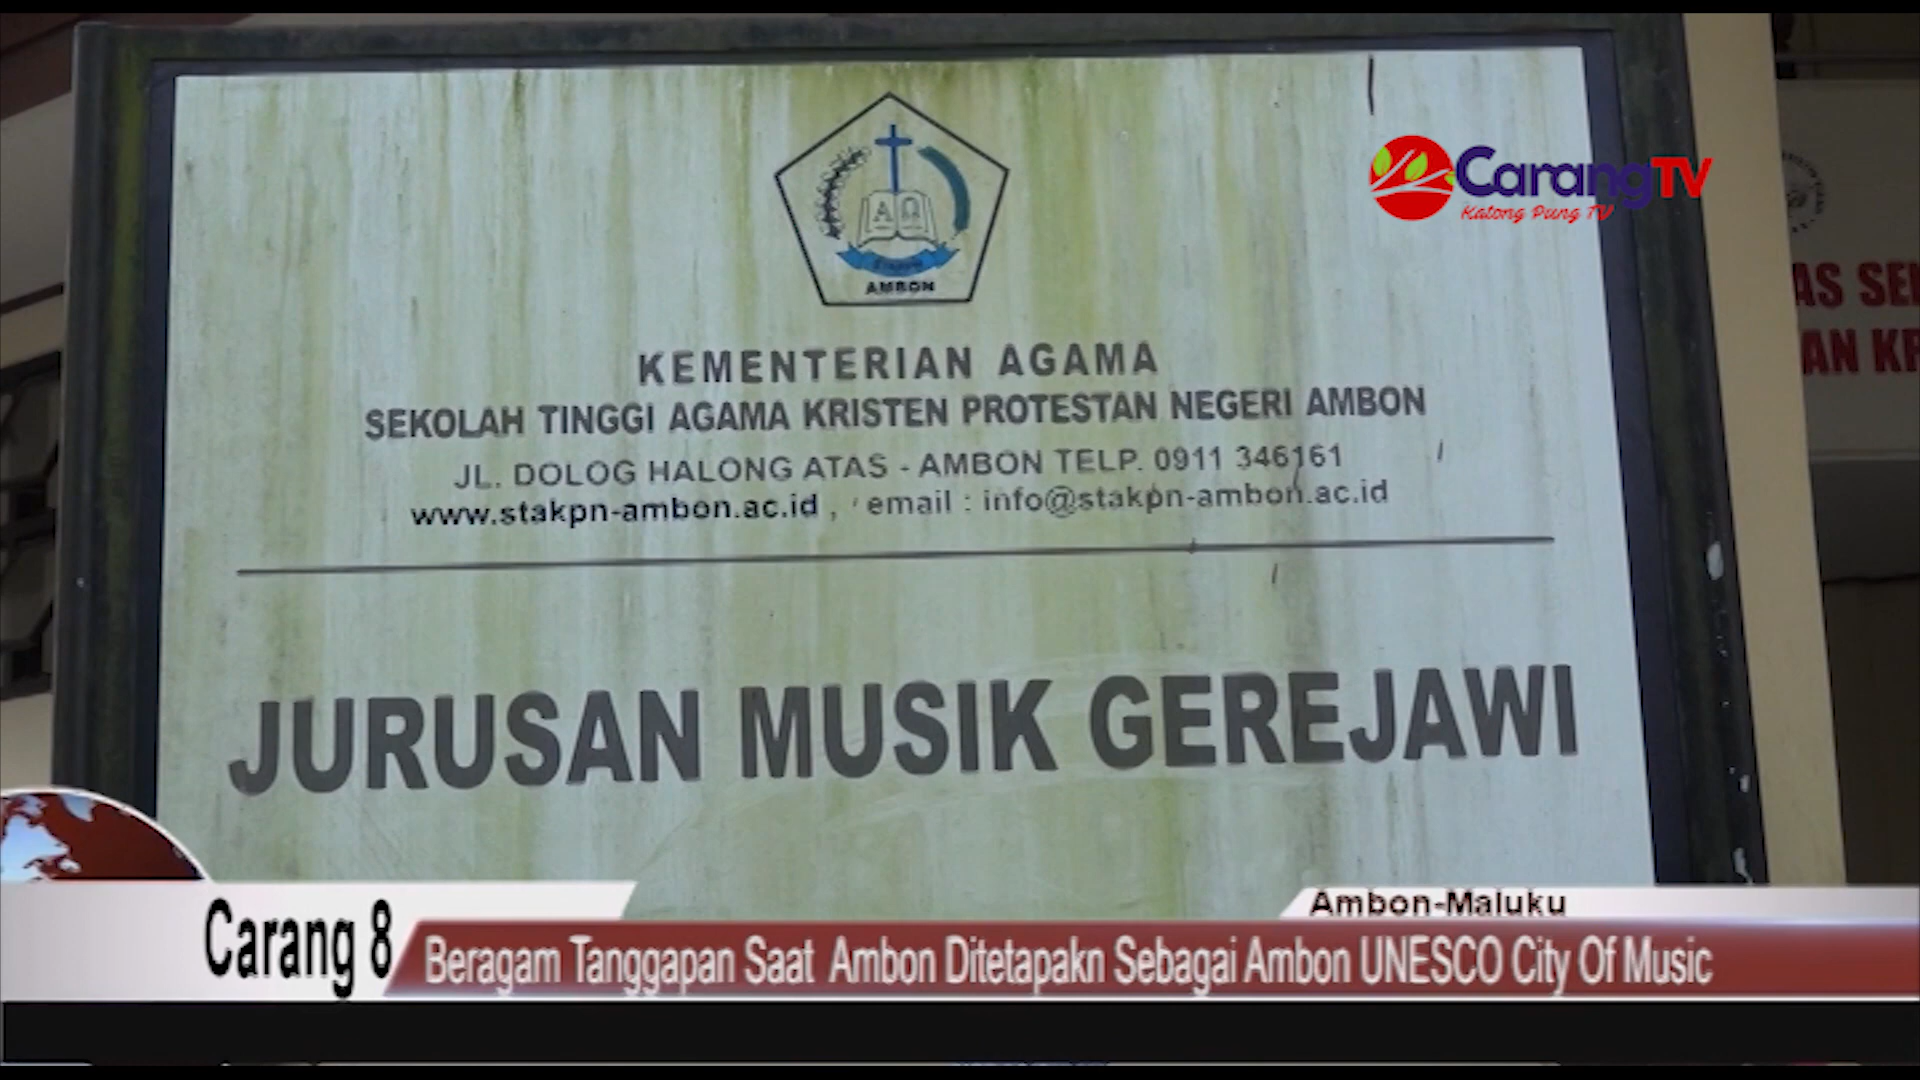 CarangTV
Katong Pung TV
A Ω
AMBON
KEMENTERIAN AGAMA
SEKOLAH TINGGI AGAMA KRISTEN PROTESTAN NEGERI AMBON
JL. DOLOG HALONG ATAS - AMBON TELP. 0911 346161
www.stakpn-ambon.ac.id , email : info@stakpn-ambon.ac.id
JURUSAN MUSIK GEREJAWI
AN KR
Ambon-Maluku
Carang 8
Beragam Tanggapan Saat Ambon Ditetapakn Sebagai Ambon UNESCO City Of Music